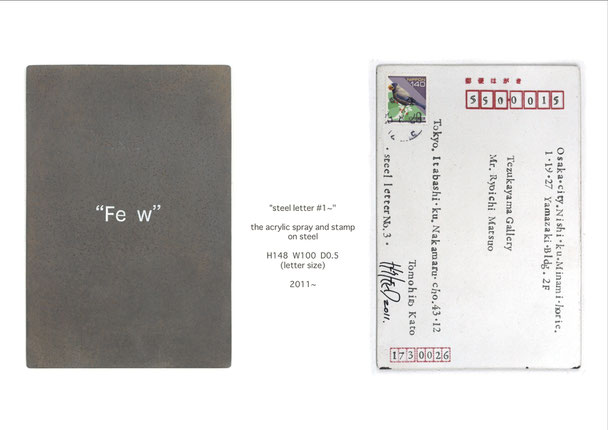 “Fe w”
“steel letter #1~”
the acrylic spray and stamp
on steel
H148 W100 D0.5
(letter size)
2011~
郵便はがき
5500015
Osaka·city.Nishi·ku.Minami·horie.
1·19·27 Yamazaki·Bldg. 2F
Tezukayama Gallery
Mr. Ryoichi Matsuo
140
Tokyo. Itabashi·ku. Nakamaru·cho.43·12
Tomohiro Kato
·steel letter No.3·
2011.
1730026